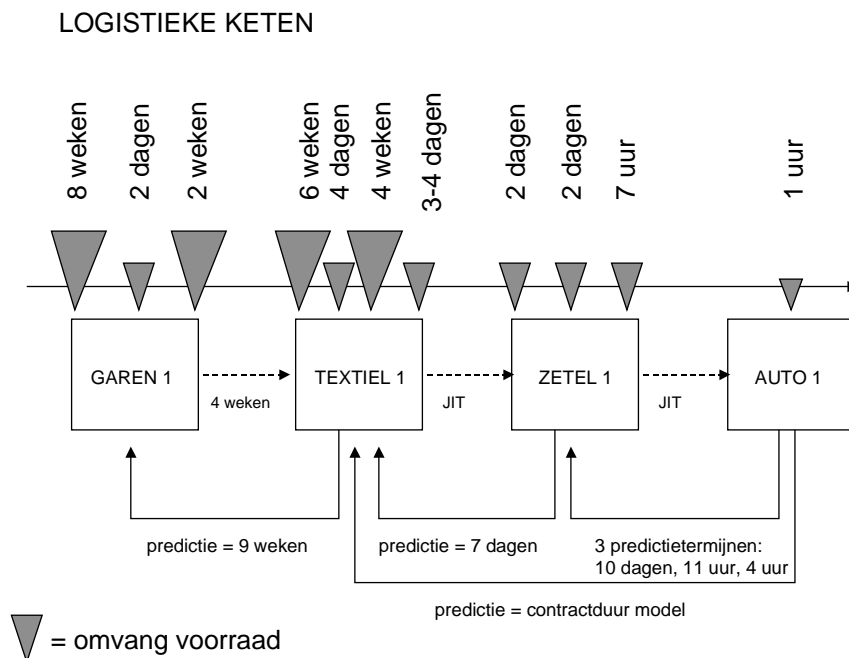 LOGISTIEKE KETEN
8 weken
2 dagen
2 weken
6 weken
4 dagen
4 weken
3-4 dagen
2 dagen
2 dagen
7 uur
1 uur
GAREN 1
TEXTIEL 1
ZETEL 1
AUTO 1
4 weken
JIT
JIT
predictie = 9 weken
predictie = 7 dagen
3 predictietermijnen:
10 dagen, 11 uur, 4 uur
predictie = contractduur model
= omvang voorraad